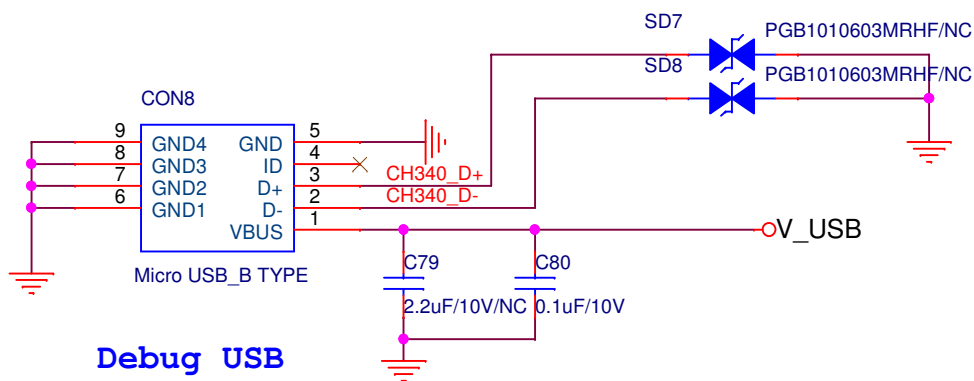 SD7
PGB1010603MRHF/NC
SD8
PGB1010603MRHF/NC
CON8
9 GND4 GND 5
8 GND3 ID 4
7 GND2 D+ 3 CH340_D+
6 GND1 D- 2 CH340_D-
VBUS 1
V_USB
Micro USB_B TYPE
C79
C80
2.2uF/10V/NC
0.1uF/10V
Debug USB